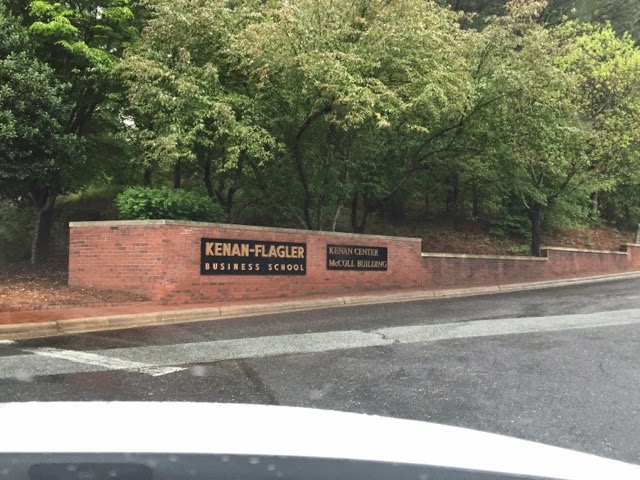 KENAN-FLAGLER
BUSINESS SCHOOL
KENAN CENTER
McCOLL BUILDING